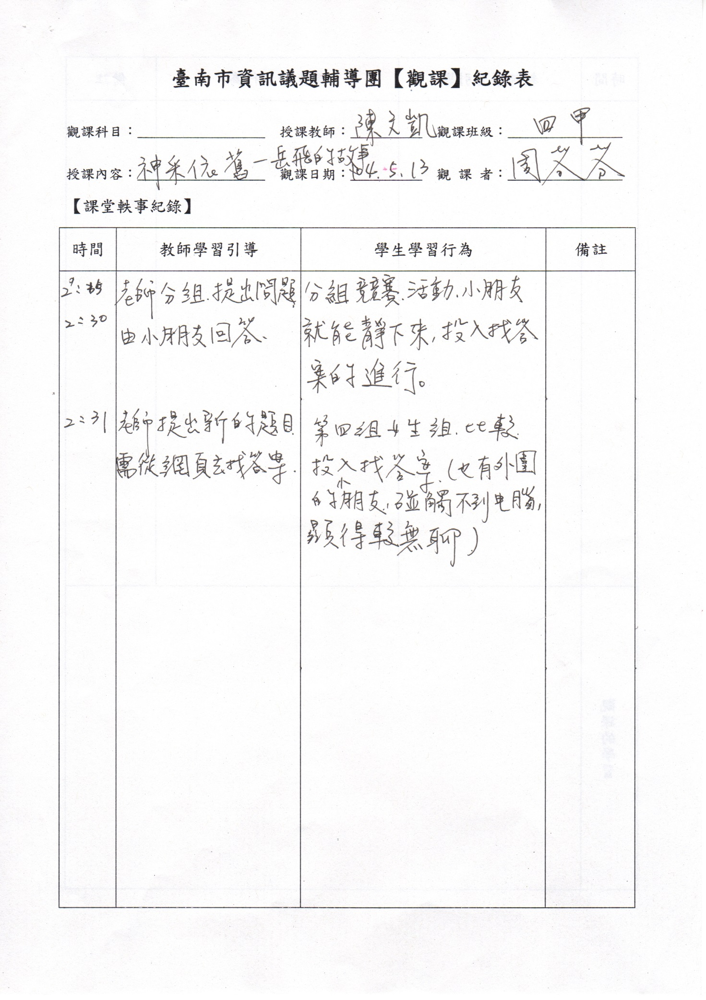 臺南市資訊議題輔導團【觀課】紀錄表
觀課科目： 授課教師：陳文凱 觀課班級：四甲
授課內容：神采依舊－岳飛的故事 觀課日期：104.5.13 觀課者：周
【課堂軼事紀錄】
時間 教師學習引導 學生學習行為 備註
老師分組.提出問題, 分組競賽.活動.小朋友
2:30 由小朋友回答. 就能靜下來,投入找答
案的進行。
2:31 老師提出新的題目. 第四組女生組.比較
需從網頁去找答案. 投入找答案.(也有外圍
的小朋友,碰觸不到电腦,
顯得較無聊)